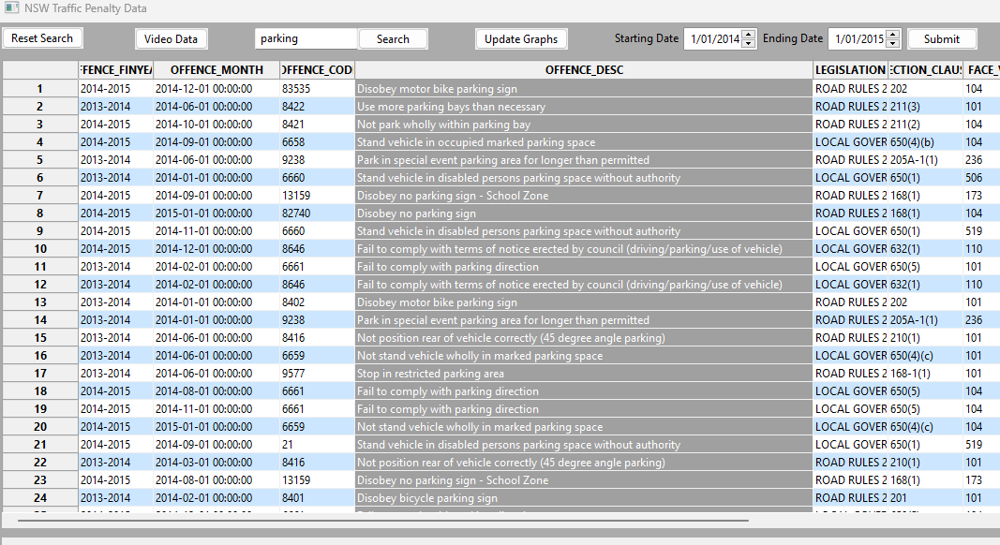 NSW Traffic Penalty Data
Reset Search Video Data parking Search Update Graphs Starting Date 1/01/2014 Ending Date 1/01/2015 Submit
FFENCE_FINYEA OFFENCE_MONTH OFFENCE_COD OFFENCE_DESC LEGISLATION ECTION_CLAUS FACE_V
1 2014-2015 2014-12-01 00:00:00 83535 Disobey motor bike parking sign ROAD RULES 2 202 104
2 2013-2014 2014-06-01 00:00:00 8422 Use more parking bays than necessary ROAD RULES 2 211(3) 101
3 2014-2015 2014-10-01 00:00:00 8421 Not park wholly within parking bay ROAD RULES 2 211(2) 104
4 2014-2015 2014-09-01 00:00:00 6658 Stand vehicle in occupied marked parking space LOCAL GOVER 650(4)(b) 104
5 2013-2014 2014-06-01 00:00:00 9238 Park in special event parking area for longer than permitted ROAD RULES 2 205A-1(1) 236
6 2013-2014 2014-01-01 00:00:00 6660 Stand vehicle in disabled persons parking space without authority LOCAL GOVER 650(1) 506
7 2014-2015 2014-09-01 00:00:00 13159 Disobey no parking sign - School Zone ROAD RULES 2 168(1) 173
8 2014-2015 2015-01-01 00:00:00 82740 Disobey no parking sign ROAD RULES 2 168(1) 104
9 2014-2015 2014-11-01 00:00:00 6660 Stand vehicle in disabled persons parking space without authority LOCAL GOVER 650(1) 519
10 2014-2015 2014-12-01 00:00:00 8646 Fail to comply with terms of notice erected by council (driving/parking/use of vehicle) LOCAL GOVER 632(1) 110
11 2013-2014 2014-02-01 00:00:00 6661 Fail to comply with parking direction LOCAL GOVER 650(5) 101
12 2013-2014 2014-02-01 00:00:00 8646 Fail to comply with terms of notice erected by council (driving/parking/use of vehicle) LOCAL GOVER 632(1) 110
13 2013-2014 2014-01-01 00:00:00 8402 Disobey motor bike parking sign ROAD RULES 2 202 101
14 2013-2014 2014-01-01 00:00:00 9238 Park in special event parking area for longer than permitted ROAD RULES 2 205A-1(1) 236
15 2013-2014 2014-06-01 00:00:00 8416 Not position rear of vehicle correctly (45 degree angle parking) ROAD RULES 2 210(1) 101
16 2013-2014 2014-06-01 00:00:00 6659 Not stand vehicle wholly in marked parking space LOCAL GOVER 650(4)(c) 101
17 2013-2014 2014-06-01 00:00:00 9577 Stop in restricted parking area ROAD RULES 2 168-1(1) 101
18 2014-2015 2014-08-01 00:00:00 6661 Fail to comply with parking direction LOCAL GOVER 650(5) 104
19 2014-2015 2014-11-01 00:00:00 6661 Fail to comply with parking direction LOCAL GOVER 650(5) 104
20 2014-2015 2015-01-01 00:00:00 6659 Not stand vehicle wholly in marked parking space LOCAL GOVER 650(4)(c) 104
21 2014-2015 2014-09-01 00:00:00 21 Stand vehicle in disabled persons parking space without authority LOCAL GOVER 650(1) 519
22 2013-2014 2014-03-01 00:00:00 8416 Not position rear of vehicle correctly (45 degree angle parking) ROAD RULES 2 210(1) 101
23 2014-2015 2014-08-01 00:00:00 13159 Disobey no parking sign - School Zone ROAD RULES 2 168(1) 173
24 2013-2014 2014-02-01 00:00:00 8401 Disobey bicycle parking sign ROAD RULES 2 201 101